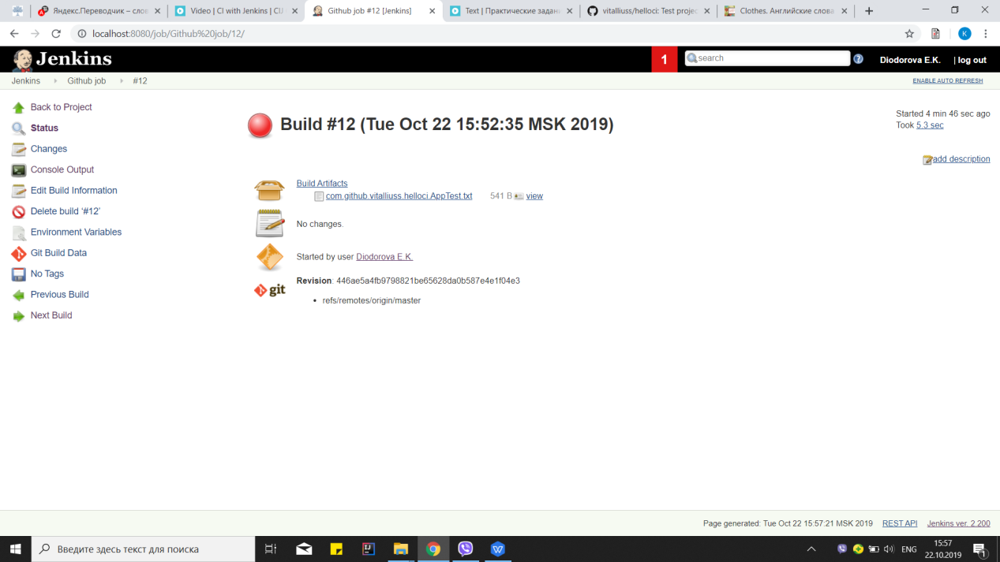 Яндекс.Переводчик – слов
Video | CI with Jenkins | CU
Github job #12 [Jenkins]
Text | Практические задани
vitalliuss/helloci: Test projec
Clothes. Английские слова
localhost:8080/job/Github%20job/12/
K
Jenkins
1
search
Diodorova E.K.
| log out
Jenkins
Github job
#12
ENABLE AUTO REFRESH
Back to Project
Status
Changes
Console Output
Edit Build Information
Delete build ‘#12’
Environment Variables
Git Build Data
No Tags
Previous Build
Next Build
Build #12 (Tue Oct 22 15:52:35 MSK 2019)
Started 4 min 46 sec ago
Took 5.3 sec
add description
Build Artifacts
com.github.vitalliuss.helloci.AppTest.txt 541 B view
No changes.
Started by user Diodorova E.K.
git
Revision: 446ae5a4fb9798821be65628da0b587e4e1f04e3
• refs/remotes/origin/master
Page generated: Tue Oct 22 15:57:21 MSK 2019 REST API Jenkins ver. 2.200
Введите здесь текст для поиска
ENG
15:57
22.10.2019
1